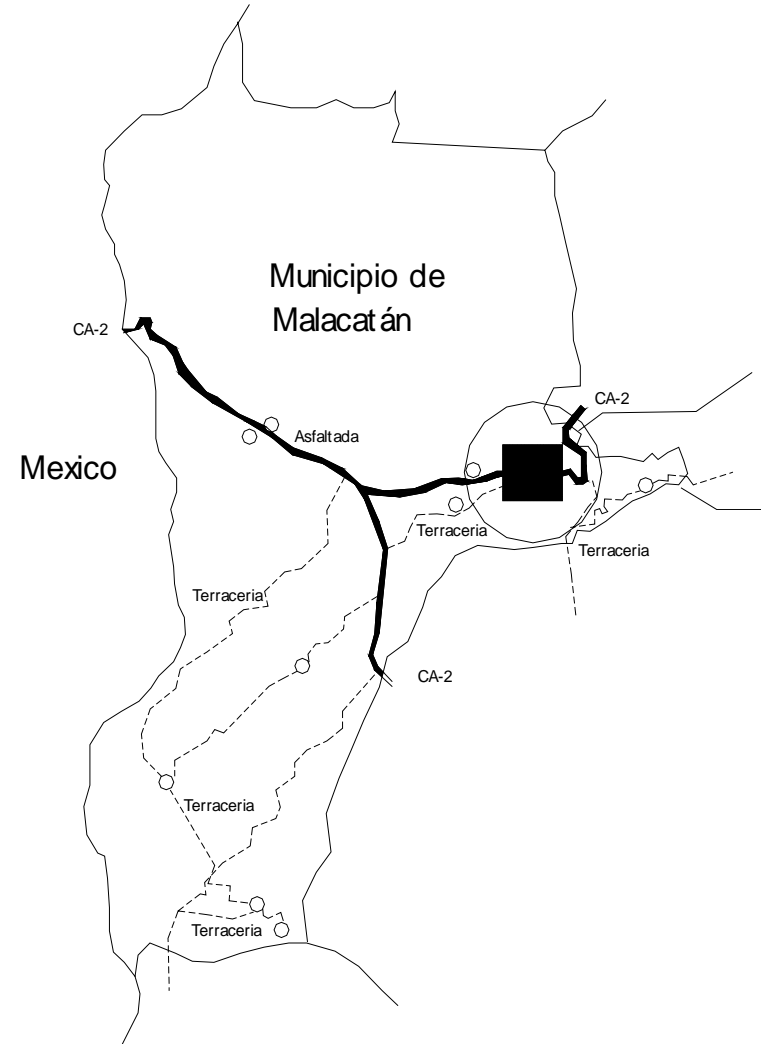 Municipio de
Malacatán
CA-2
CA-2
Asfaltada
Mexico
Terraceria
Terraceria
Terraceria
CA-2
Terraceria
Terraceria